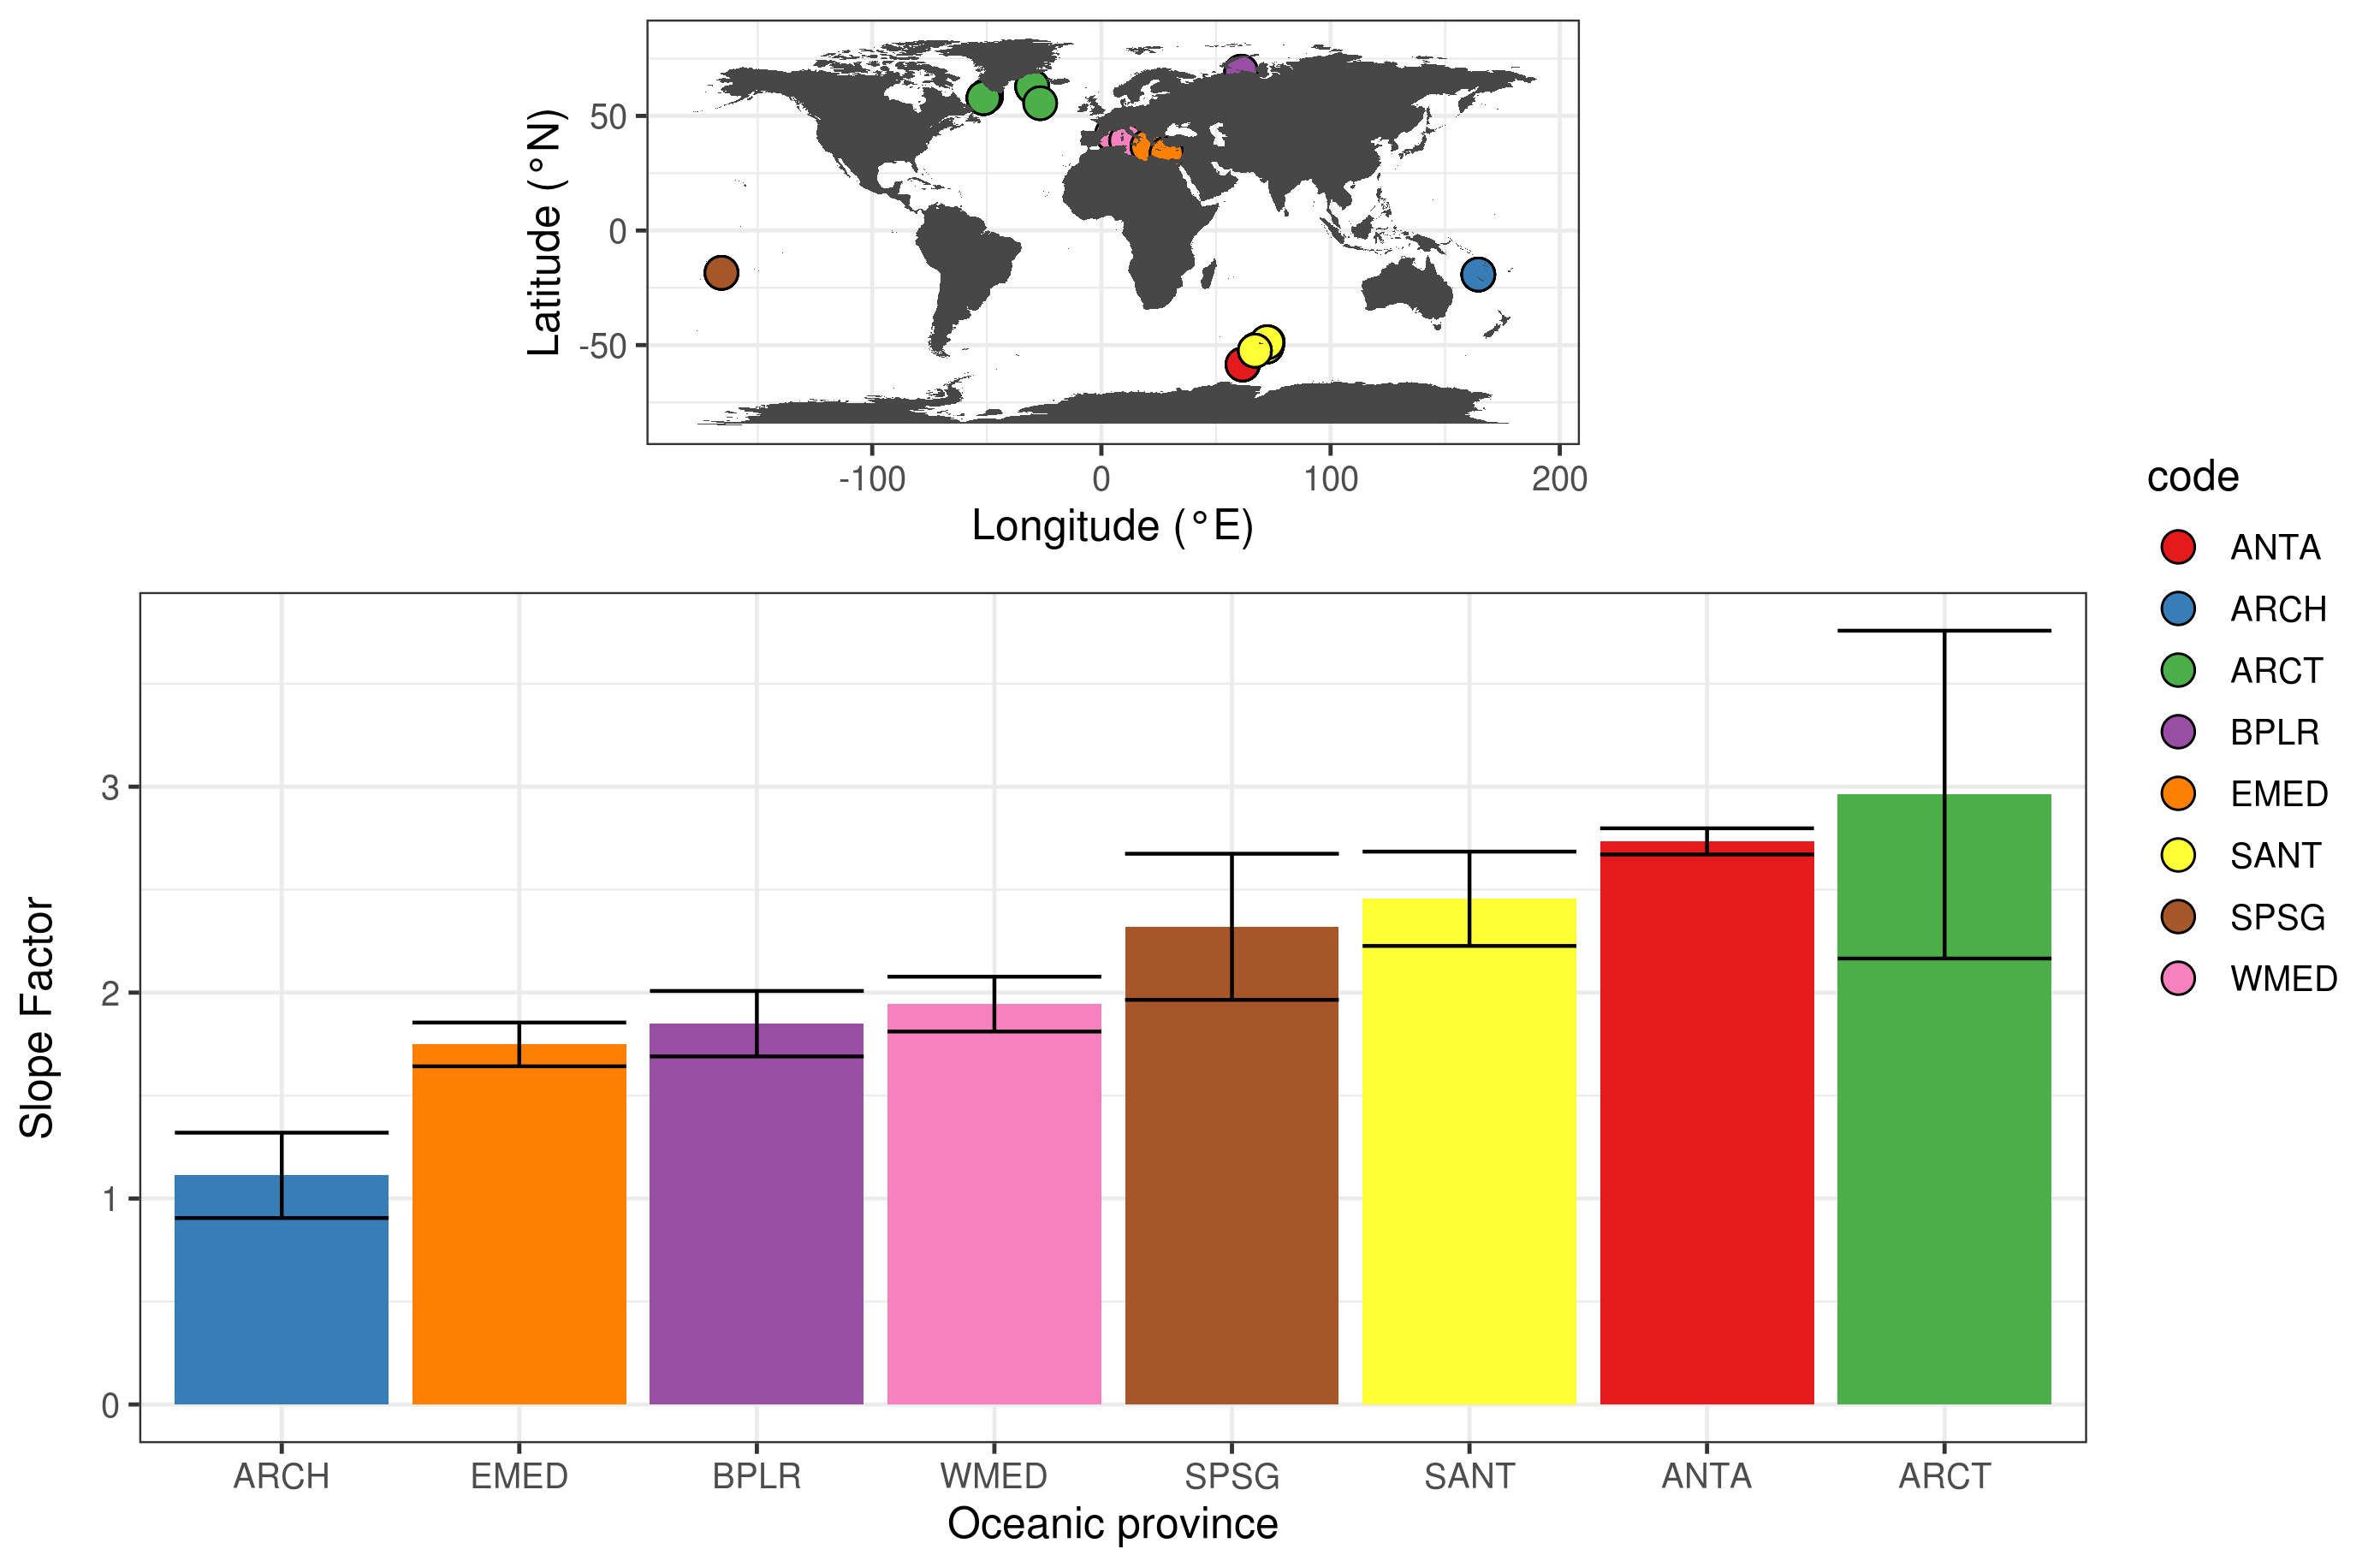 50
0
-50
Latitude (°N)
-100 0 100 200
Longitude (°E)
code
ANTA
ARCH
ARCT
BPLR
EMED
SANT
SPSG
WMED
3
2
1
0
Slope Factor
ARCH EMED BPLR WMED SPSG SANT ANTA ARCT
Oceanic province